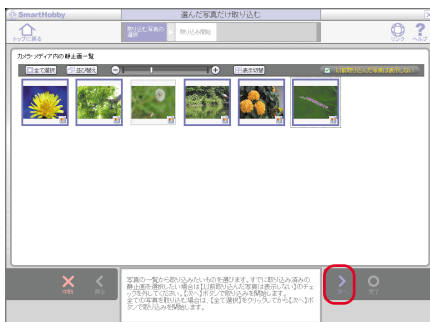 SmartHobby
選んだ写真だけ取り込む
トップに戻る
取り込む写真の
選択
取り込み開始
リンク
ヘルプ
カメラ・メディア内の静止画一覧
全て選択
並び替え
表示切替
以前取り込んだ写真は表示しない
中断
戻る
写真の一覧から取り込みたいものを選びます。すでに取り込み済みの
静止画を選択したい場合は【以前取り込んだ写真は表示しない】のチェ
ックを外してください。【次へ】ボタンで取り込みを開始します。
全ての写真を取り込む場合は、【全て選択】をクリックしてから【次へ】ボ
タンで取り込みを開始します。
次へ
完了